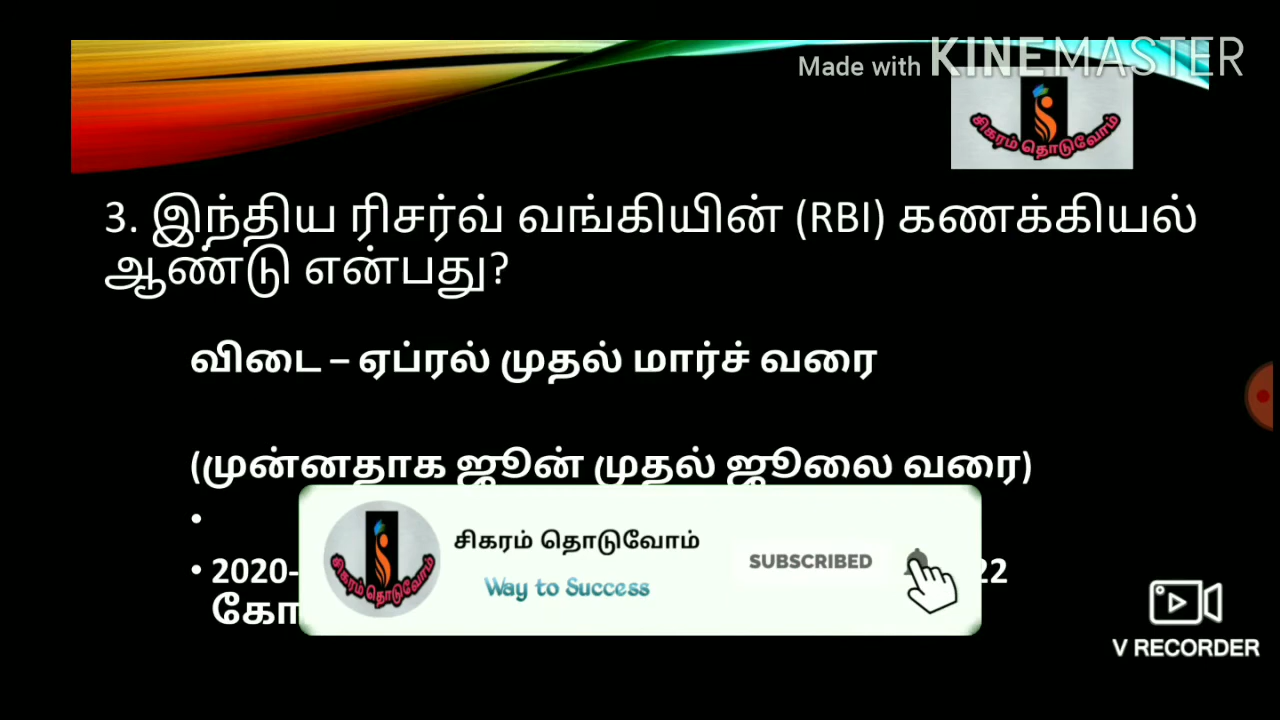 Made with KINEMASTER
சிகரம் தொடுவோம்
3. இந்திய ரிசர்வ் வங்கியின் (RBI) கணக்கியல்
ஆண்டு என்பது?
விடை – ஏப்ரல் முதல் மார்ச் வரை
(முன்னதாக ஜூன் முதல் ஜூலை வரை)
•
• 2020- 22
கோ
சிகரம் தொடுவோம்
சிகரம் தொடுவோம்
Way to Success
SUBSCRIBED
V RECORDER